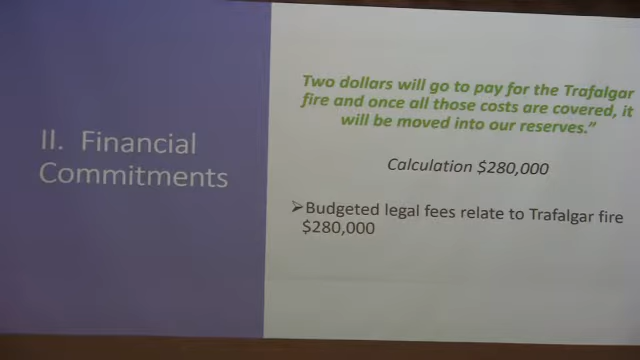 II. Financial
Commitments
Two dollars will go to pay for the Trafalgar
fire and once all those costs are covered, it
will be moved into our reserves.”
Calculation $280,000
➤Budgeted legal fees relate to Trafalgar fire
$280,000